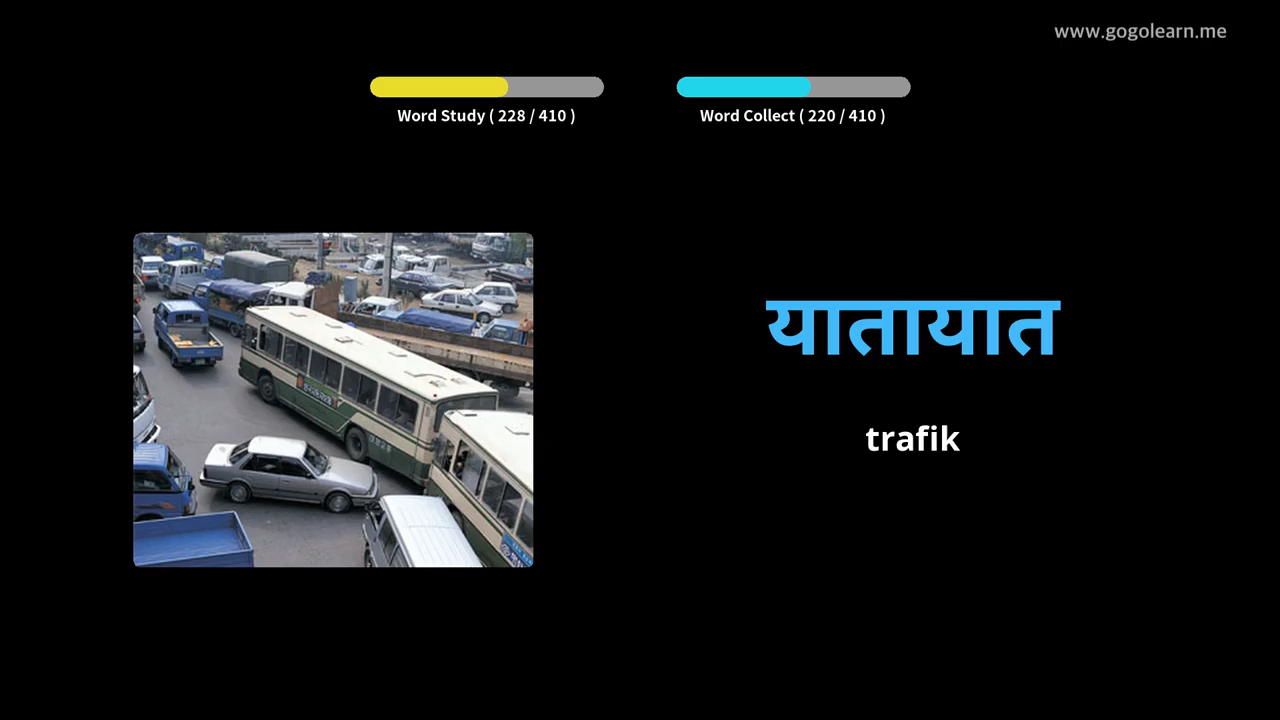 www.gogolearn.me
Word Study ( 228 / 410 )
Word Collect ( 220 / 410 )
यातायात
trafik